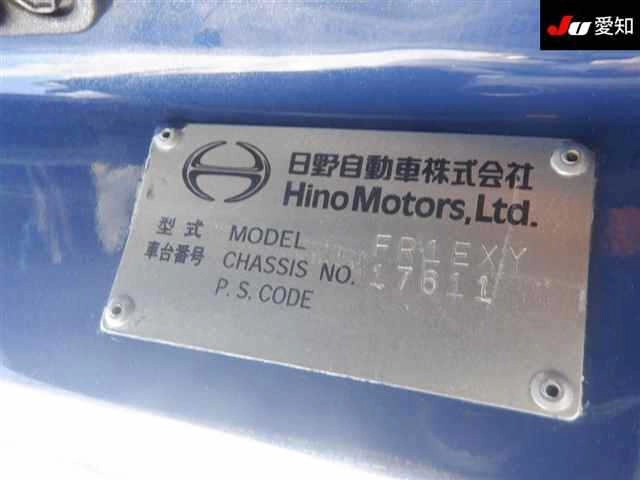 JU 愛知
日野自動車株式会社
Hino Motors, Ltd.
型式 MODEL FR1EXY
車台番号 CHASSIS NO. 17611
P. S. CODE